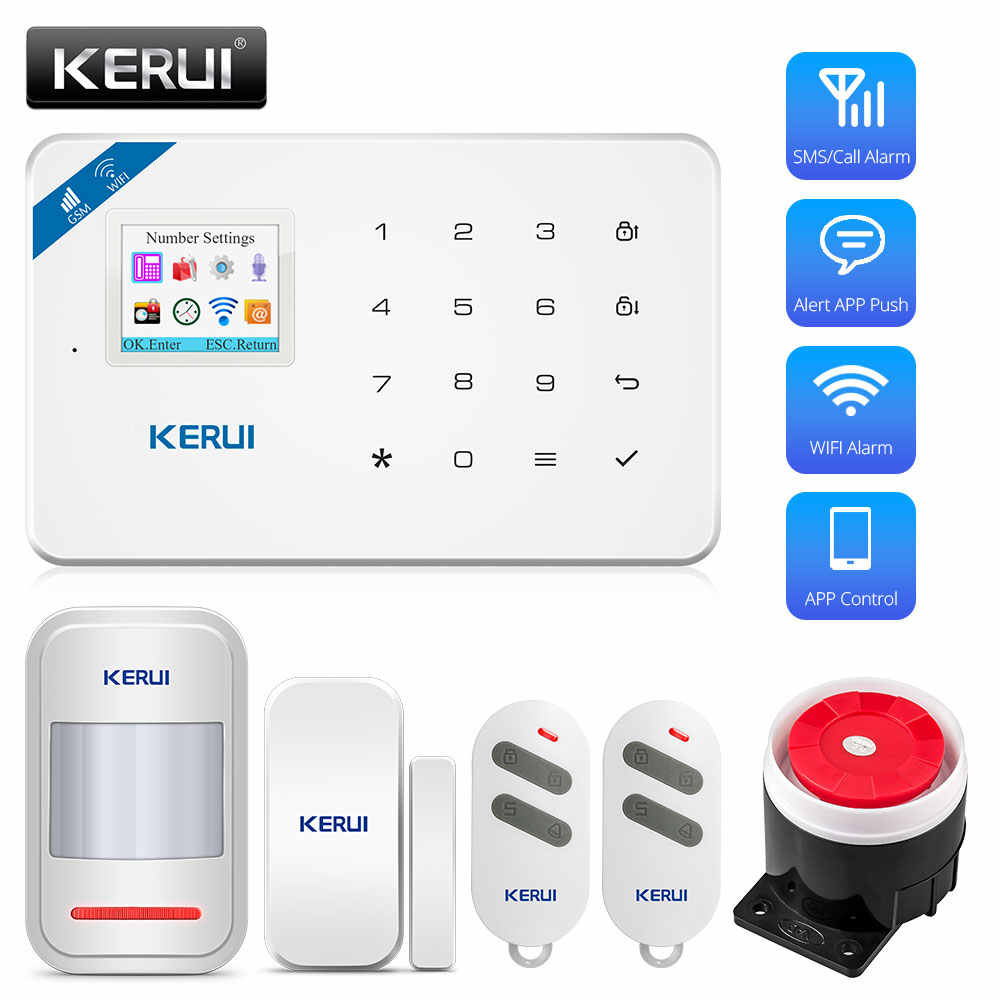 KERUI®
SMS/Call Alarm
Alert APP Push
WIFI Alarm
APP Control
GSM WIFI
Number Settings
OK.Enter ESC.Return
KERUI
1 2 3
4 5 6
7 8 9
* 0
KERUI
KERUI
S
KERUI
S
KERUI